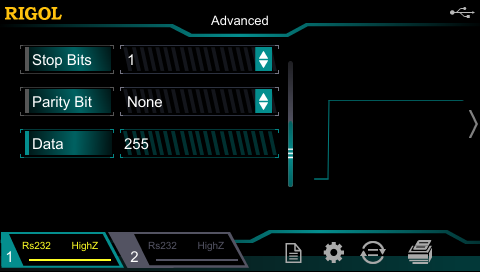 RIGOL
Advanced
Stop Bits 1
Parity Bit None
Data 255
1 Rs232 HighZ
2 Rs232 HighZ